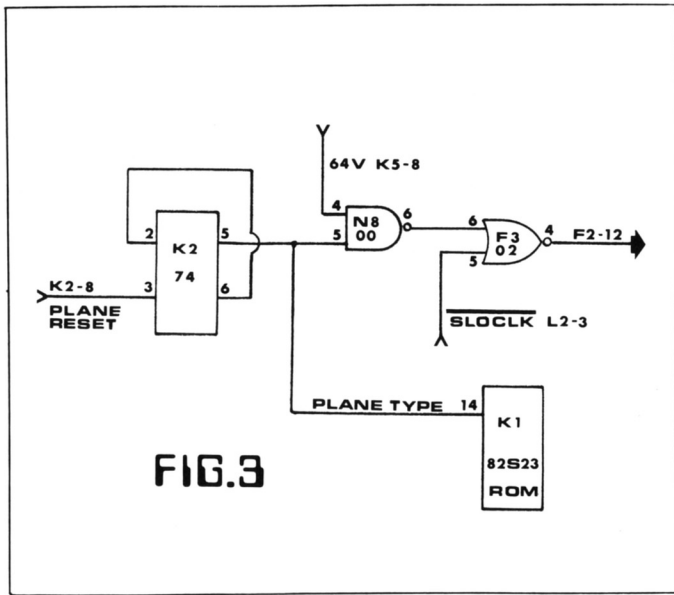 64V K5-8
4
N8
00
6
5
6
F3
02
4
F2-12
5
2
K2
74
5
K2-8
3
6
PLANE
RESET
SLOCLK L2-3
PLANE TYPE
14
K1
82S23
ROM
FIG.3